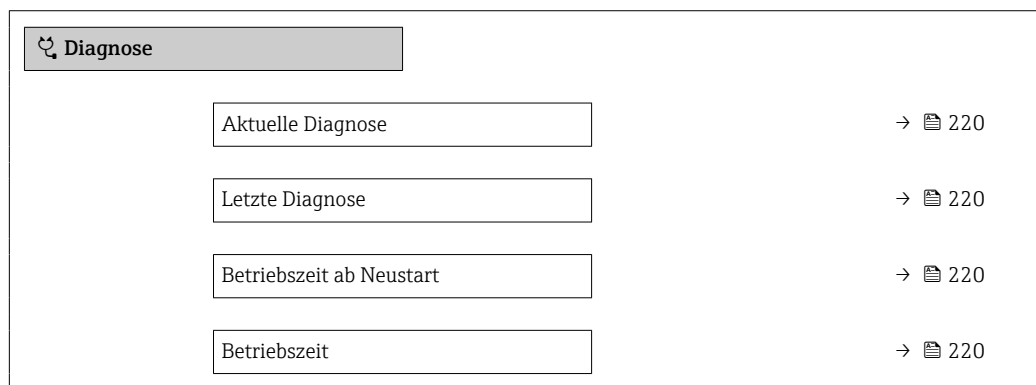 Diagnose
Aktuelle Diagnose → 220
Letzte Diagnose → 220
Betriebszeit ab Neustart → 220
Betriebszeit → 220